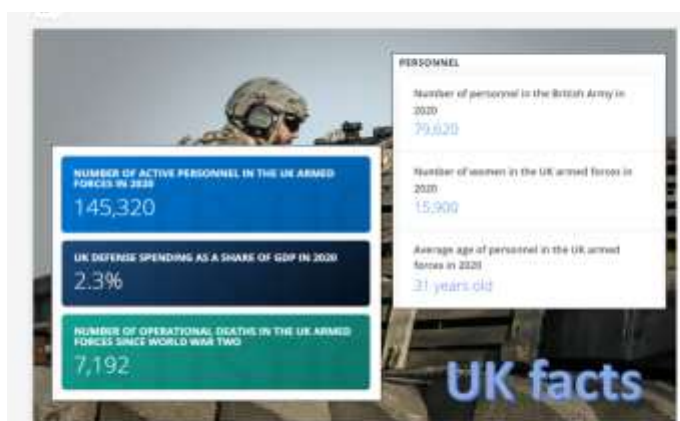 NUMBER OF ACTIVE PERSONNEL IN THE UK ARMED
FORCES IN 2020
145,320
UK DEFENSE SPENDING AS A SHARE OF GDP IN 2020
2.3%
NUMBER OF OPERATIONAL DEATHS IN THE UK ARMED
FORCES SINCE WORLD WAR TWO
7,192
PERSONNEL
Number of personnel in the British Army in
2020
79,620
Number of women in the UK armed forces in
2020
15,900
Average age of personnel in the UK armed
forces in 2020
31 years old
UK facts